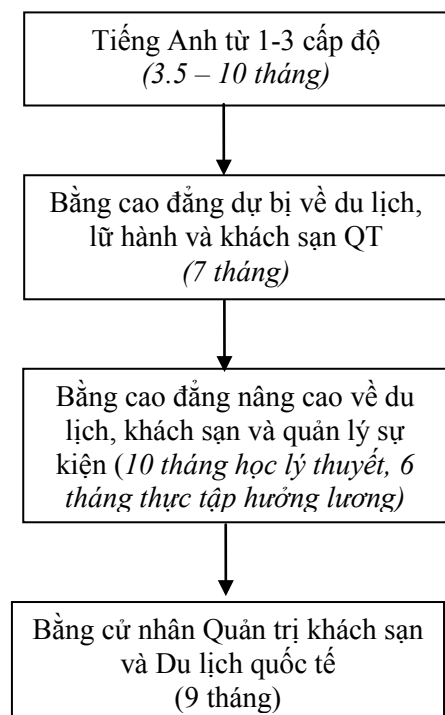 Tiếng Anh từ 1-3 cấp độ
(3.5 – 10 tháng)
Bằng cao đẳng dự bị về du lịch,
lữ hành và khách sạn QT
(7 tháng)
Bằng cao đẳng nâng cao về du
lịch, khách sạn và quản lý sự
kiện (10 tháng học lý thuyết, 6
tháng thực tập hưởng lương)
Bằng cử nhân Quản trị khách sạn
và Du lịch quốc tế
(9 tháng)